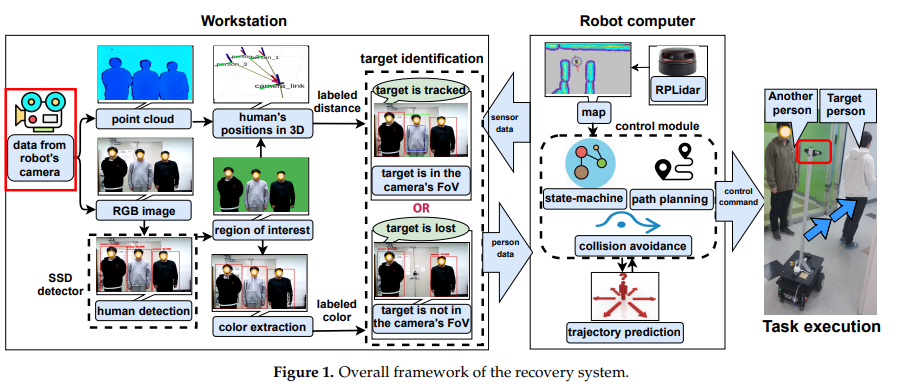 Workstation
Robot computer
data from
robot's
camera
point cloud
human's
positions in 3D
person_1
person_3
camera_link
labeled
distance
RGB image
region of interest
SSD
detector
human detection
color extraction
labeled
color
target identification
target is tracked
target is in the
camera's FoV
OR
target is lost
target is not in
the camera's FoV
sensor
data
person
data
map
RPLidar
control module
state-machine
path planning
collision avoidance
?
trajectory prediction
control
command
Another
person
Target
person
Task execution
Figure 1. Overall framework of the recovery system.